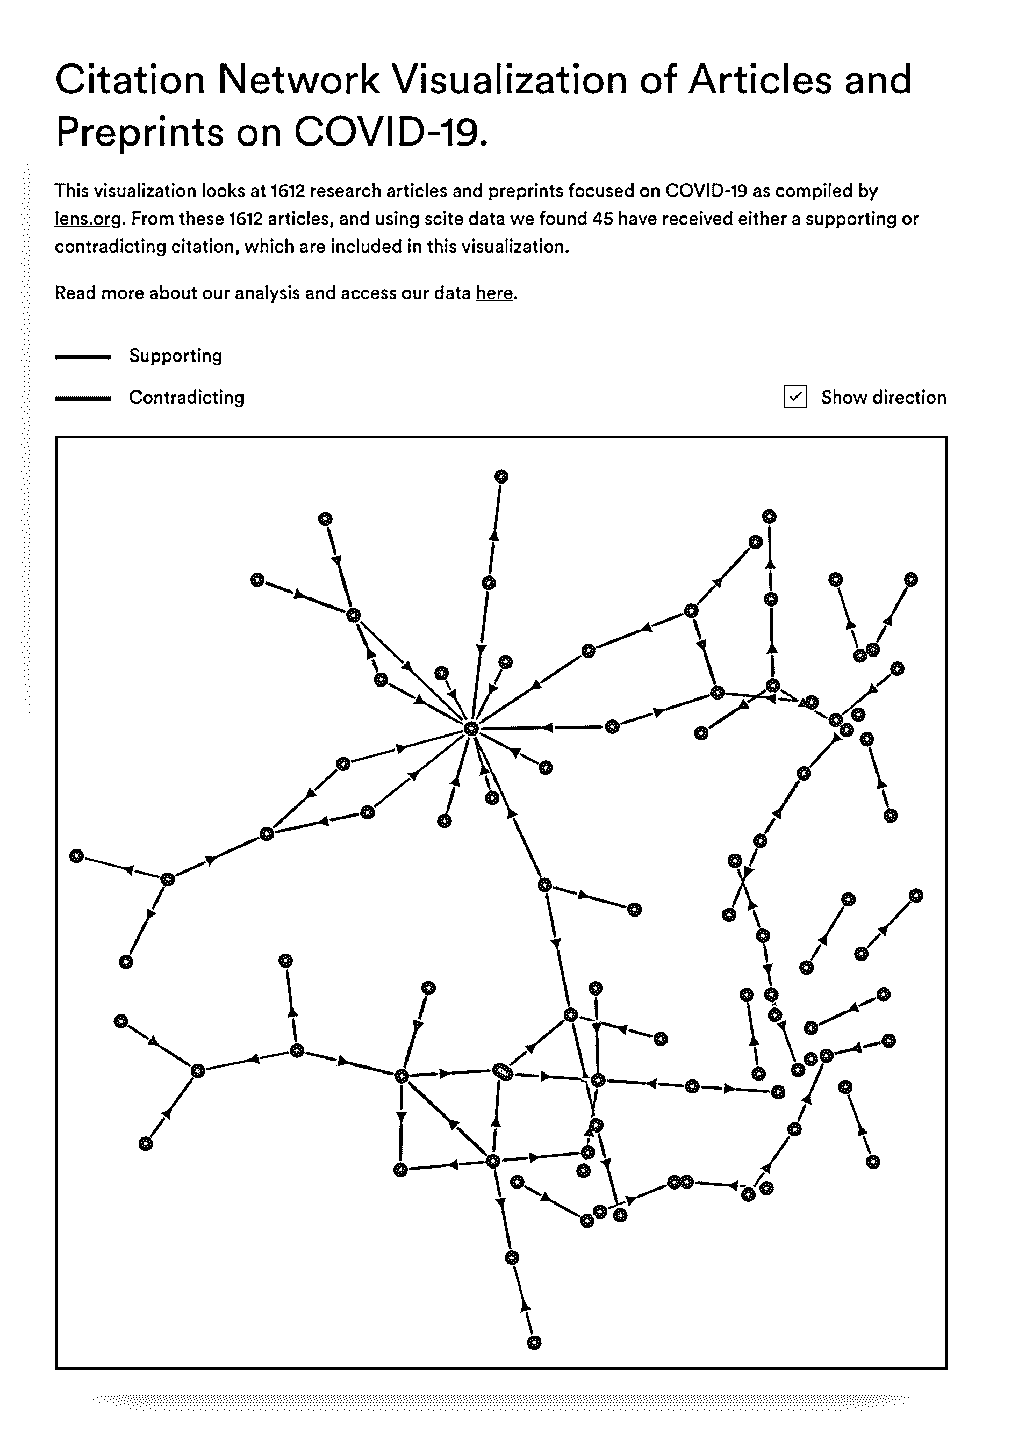 Citation Network Visualization of Articles and
Preprints on COVID-19.
This visualization looks at 1612 research articles and preprints focused on COVID-19 as compiled by
lens.org. From these 1612 articles, and using scite data we found 45 have received either a supporting or
contradicting citation, which are included in this visualization.
Read more about our analysis and access our data here.
Supporting
Contradicting
Show direction